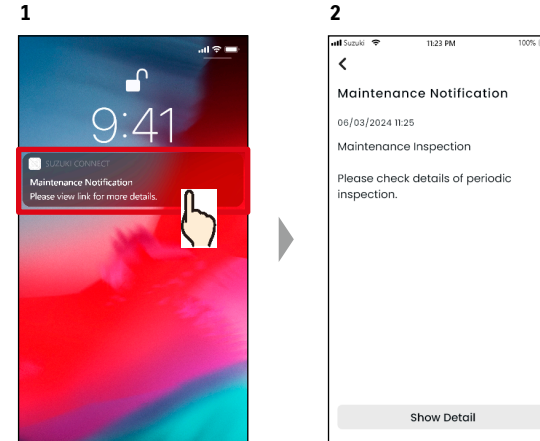 1
9:41
SUZUKI CONNECT
Maintenance Notification
Please view link for more details.
2
Suzuki 11:23 PM 100%
Maintenance Notification
06/03/2024 11:25
Maintenance Inspection
Please check details of periodic
inspection.
Show Detail